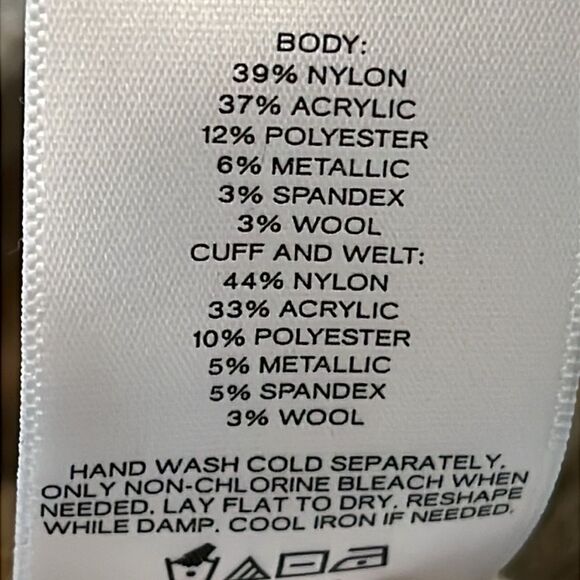 BODY:
39% NYLON
37% ACRYLIC
12% POLYESTER
6% METALLIC
3% SPANDEX
3% WOOL
CUFF AND WELT:
44% NYLON
33% ACRYLIC
10% POLYESTER
5% METALLIC
5% SPANDEX
3% WOOL
HAND WASH COLD SEPARATELY.
ONLY NON-CHLORINE BLEACH WHEN
NEEDED. LAY FLAT TO DRY. RESHAPE
WHILE DAMP. COOL IRON IF NEEDED.